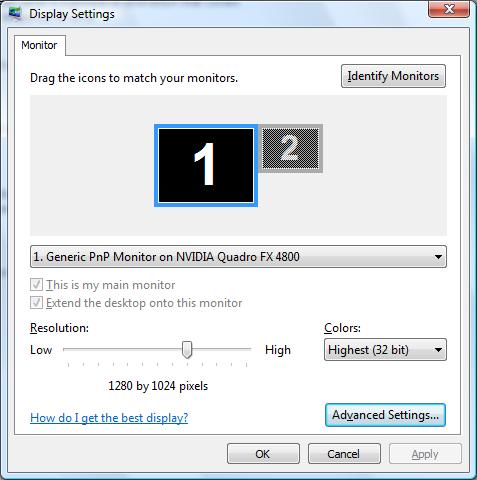 Display Settings
Monitor
Drag the icons to match your monitors.
Identify Monitors
1
2
1. Generic PnP Monitor on NVIDIA Quadro FX 4800
This is my main monitor
Extend the desktop onto this monitor
Resolution:
Colors:
Low
High
Highest (32 bit)
1280 by 1024 pixels
How do I get the best display?
Advanced Settings...
OK
Cancel
Apply